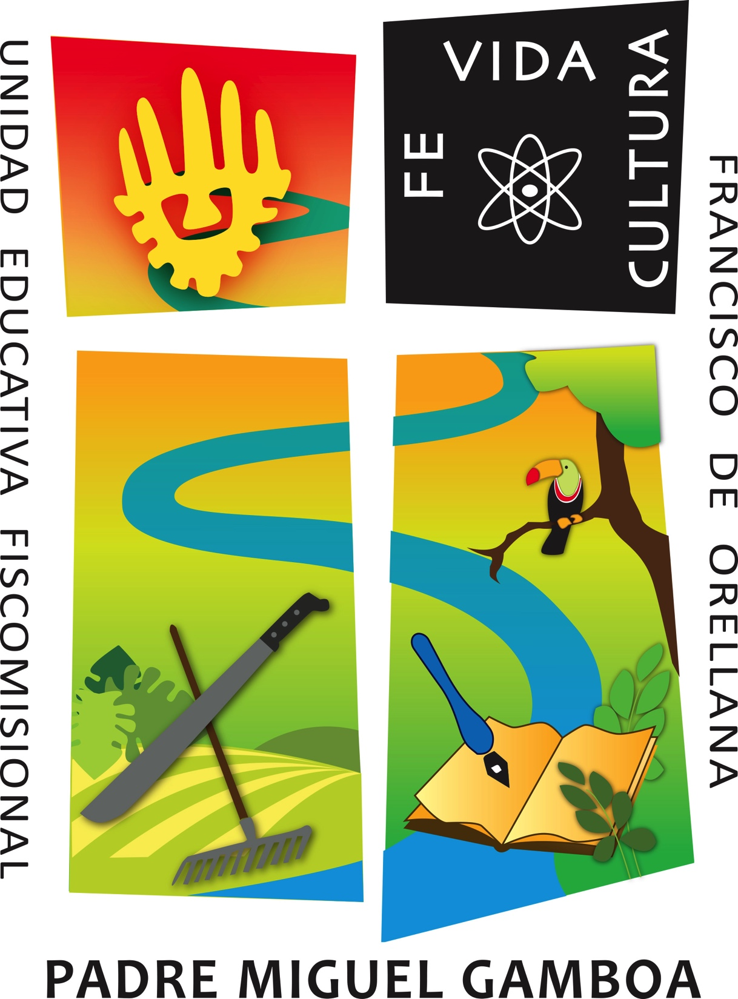 UNIDAD EDUCATIVA FISCOMISIONAL
FE
VIDA
CULTURA
FRANCISCO DE ORELLANA
PADRE MIGUEL GAMBOA